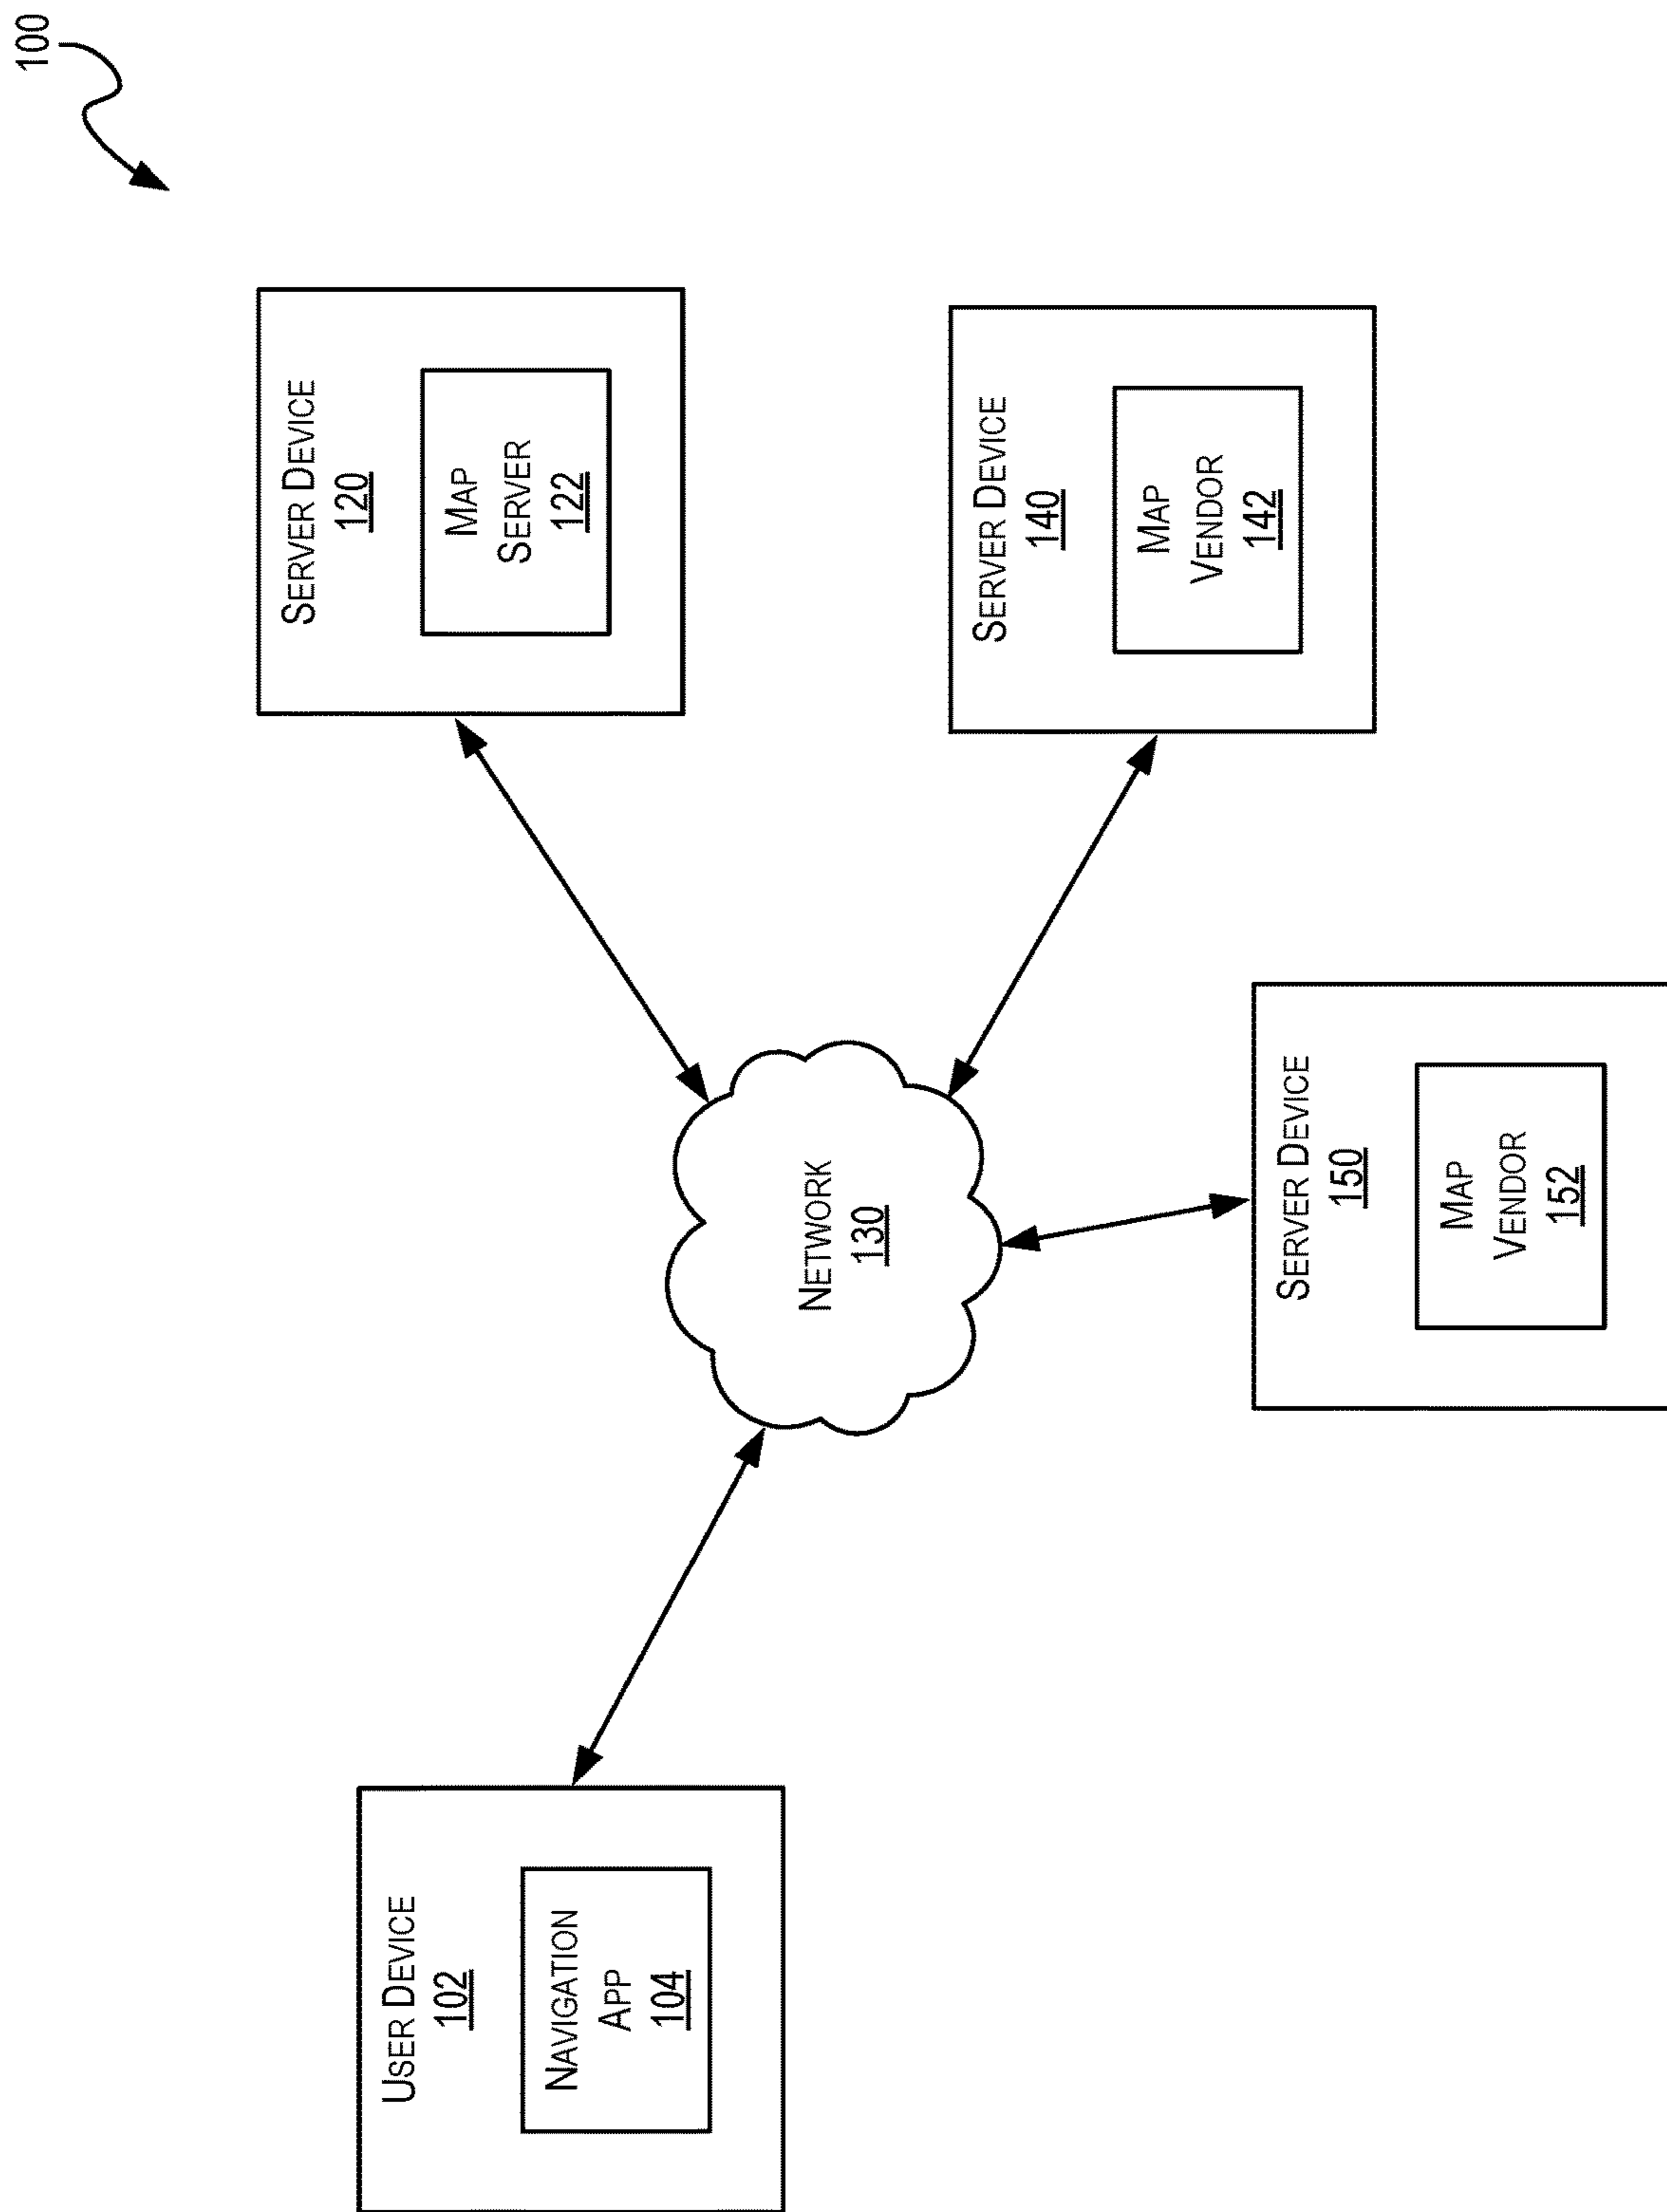 100
USER DEVICE
102
NAVIGATION
APP
104
NETWORK
130
SERVER DEVICE
120
MAP
SERVER
122
SERVER DEVICE
140
MAP
VENDOR
142
SERVER DEVICE
150
MAP
VENDOR
152